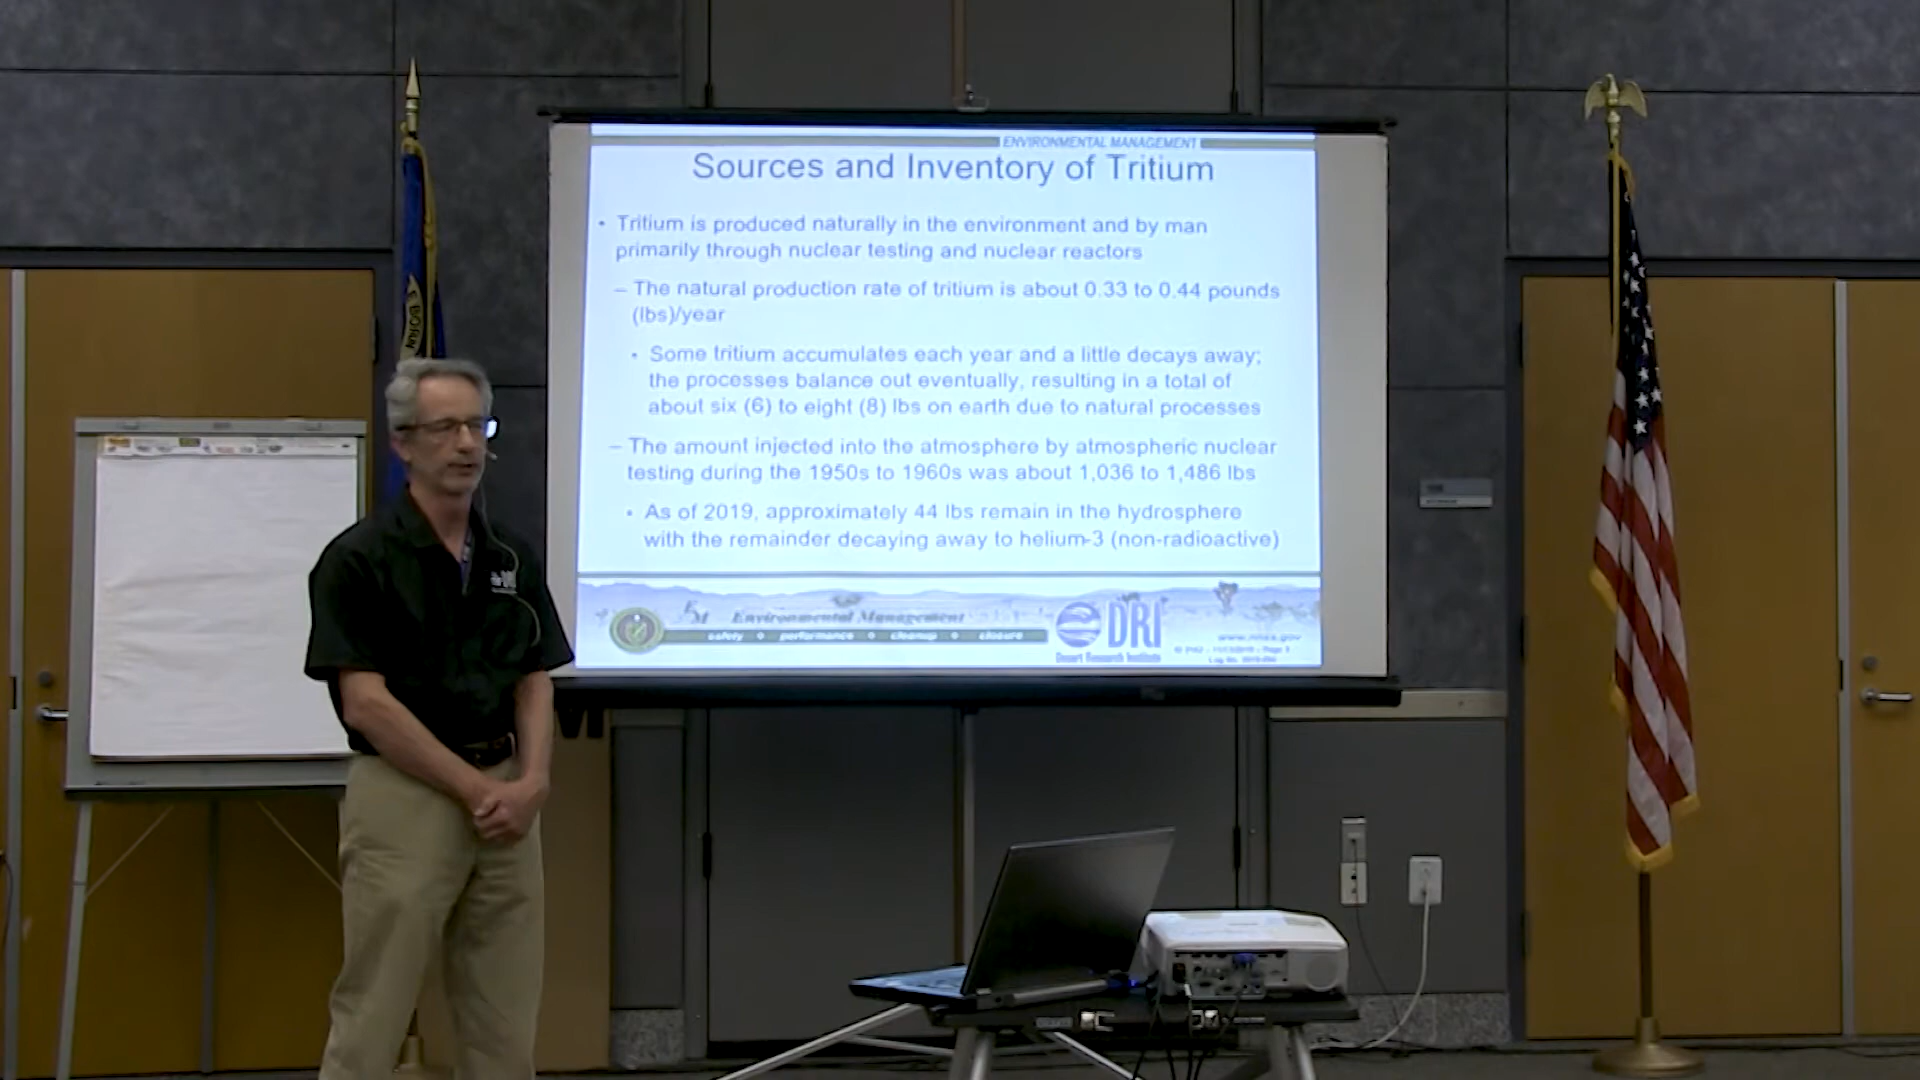 ENVIRONMENTAL MANAGEMENT
Sources and Inventory of Tritium
• Tritium is produced naturally in the environment and by man
primarily through nuclear testing and nuclear reactors
– The natural production rate of tritium is about 0.33 to 0.44 pounds
(lbs)/year
• Some tritium accumulates each year and a little decays away;
the processes balance out eventually, resulting in a total of
about six (6) to eight (8) lbs on earth due to natural processes
– The amount injected into the atmosphere by atmospheric nuclear
testing during the 1950s to 1960s was about 1,036 to 1,486 lbs
• As of 2019, approximately 44 lbs remain in the hydrosphere
with the remainder decaying away to helium-3 (non-radioactive)
EM Environmental Management
safety performance cleanup closure
DRI
Desert Research Institute
BORN